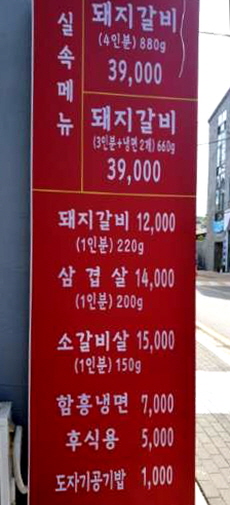 실속메뉴
돼지갈비
(4인분) 880g
39,000
돼지갈비
(3인분+냉면2개) 660g
39,000
돼지갈비 12,000
(1인분) 220g
삼겹살 14,000
(1인분) 200g
소갈비살 15,000
(1인분) 150g
함흥냉면 7,000
후식용 5,000
도자기공기밥 1,000